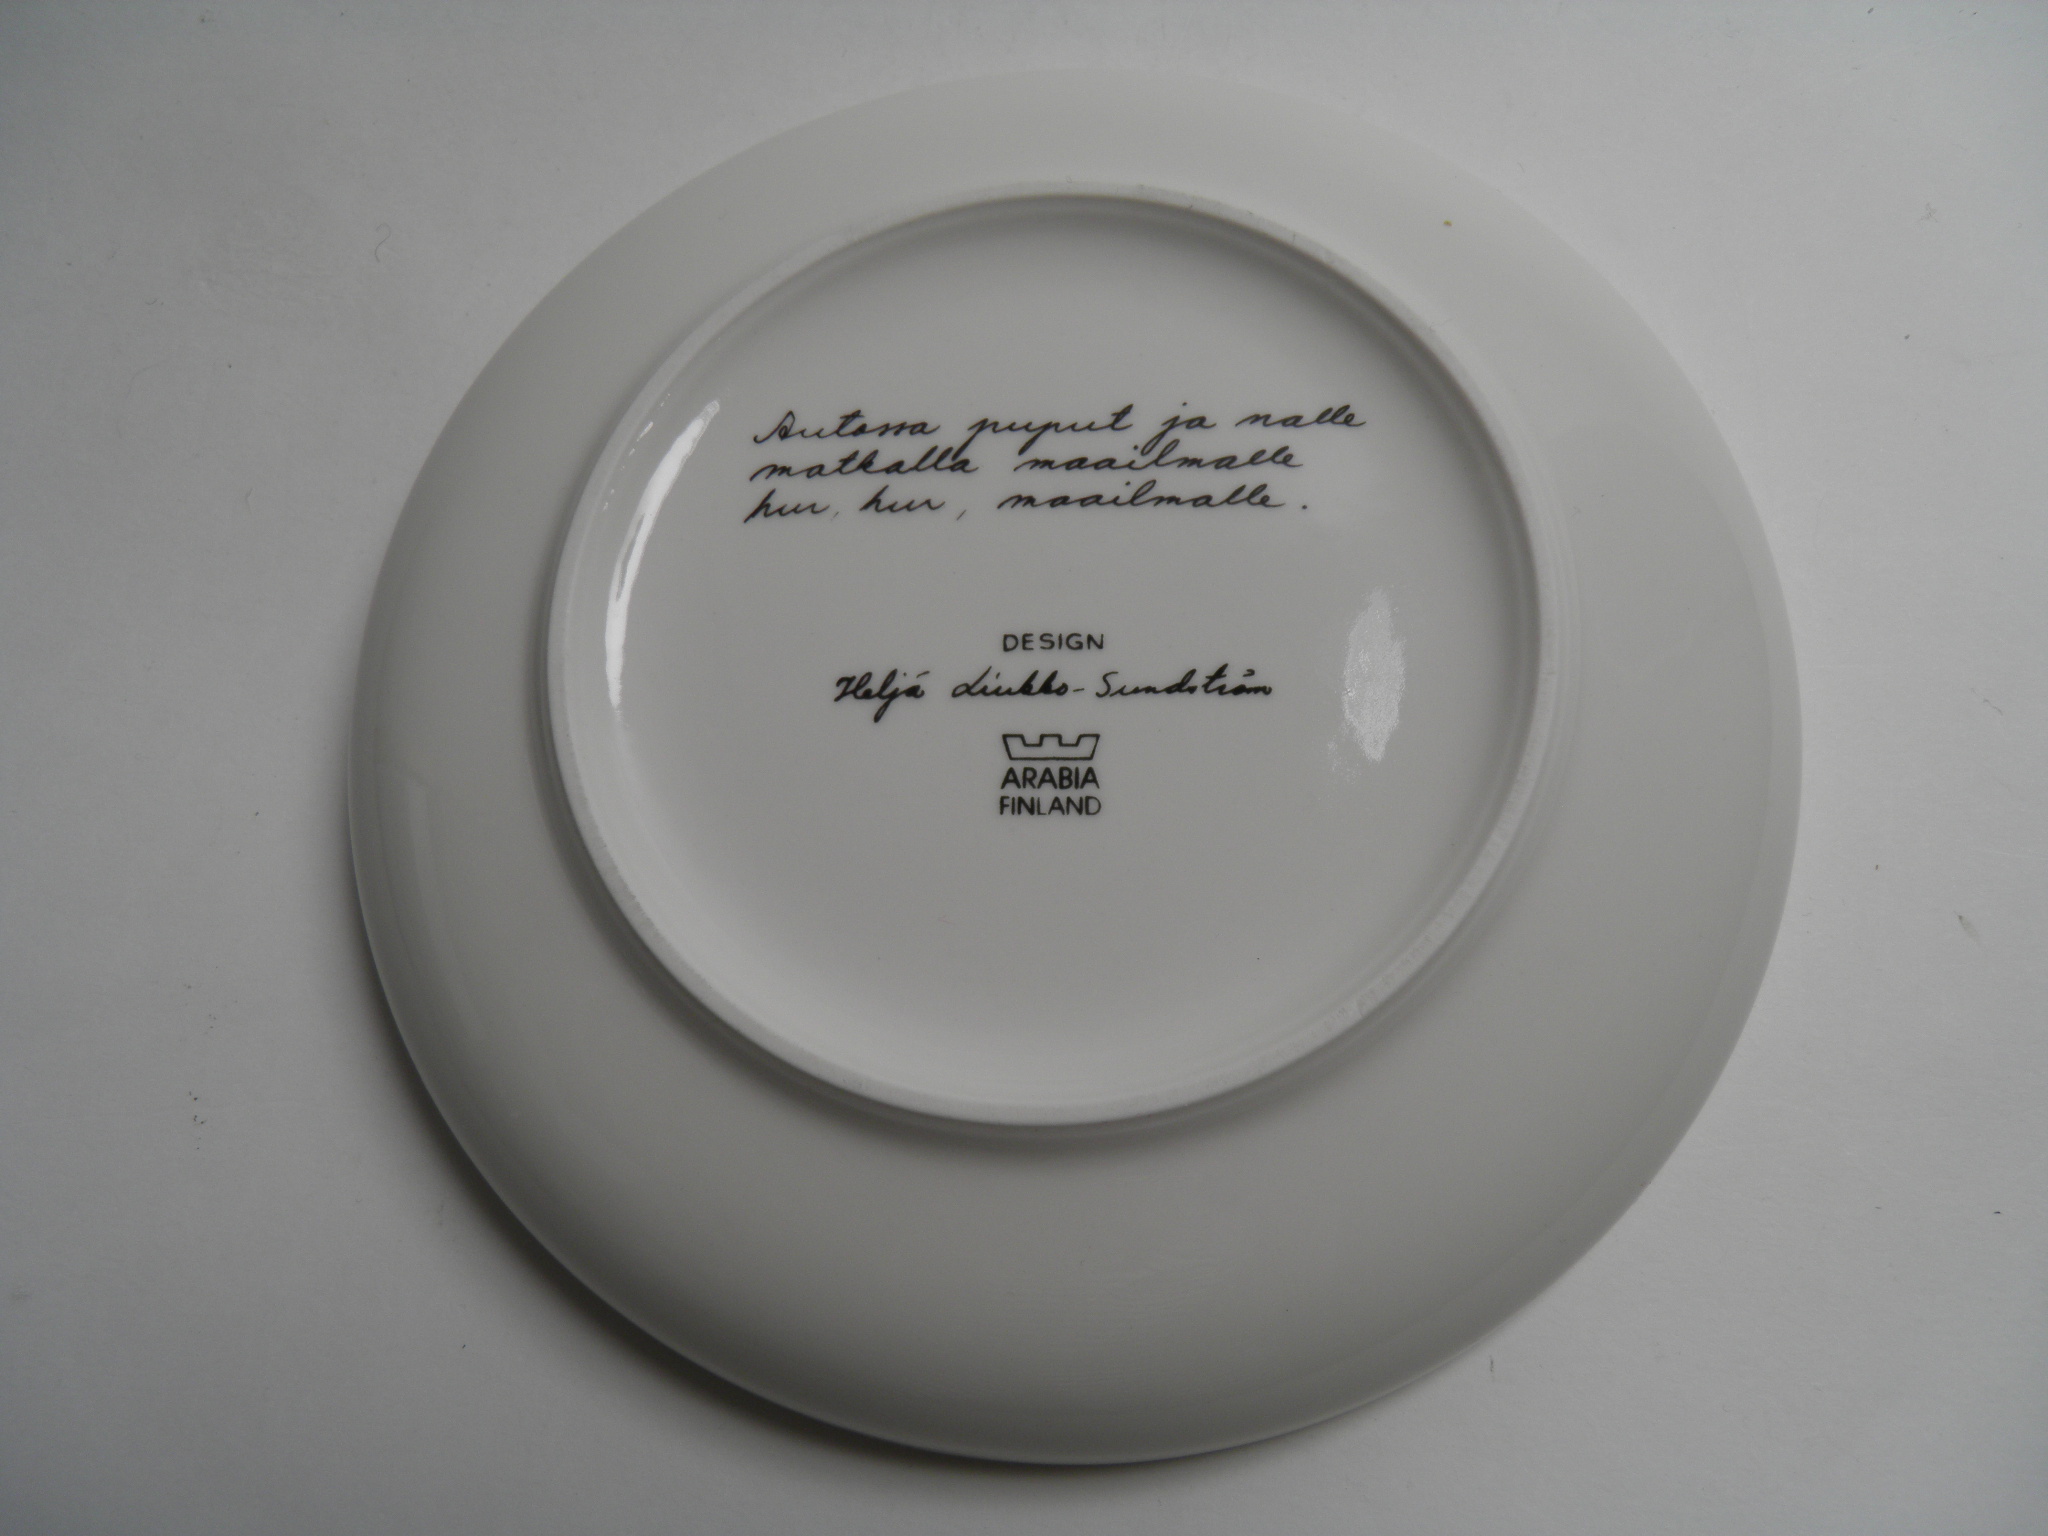 Autossa puput ja nalle
matkalla maailmalle
hur, hur, maailmalle.
DESIGN
Heljä Liukko-Sundström
ARABIA
FINLAND